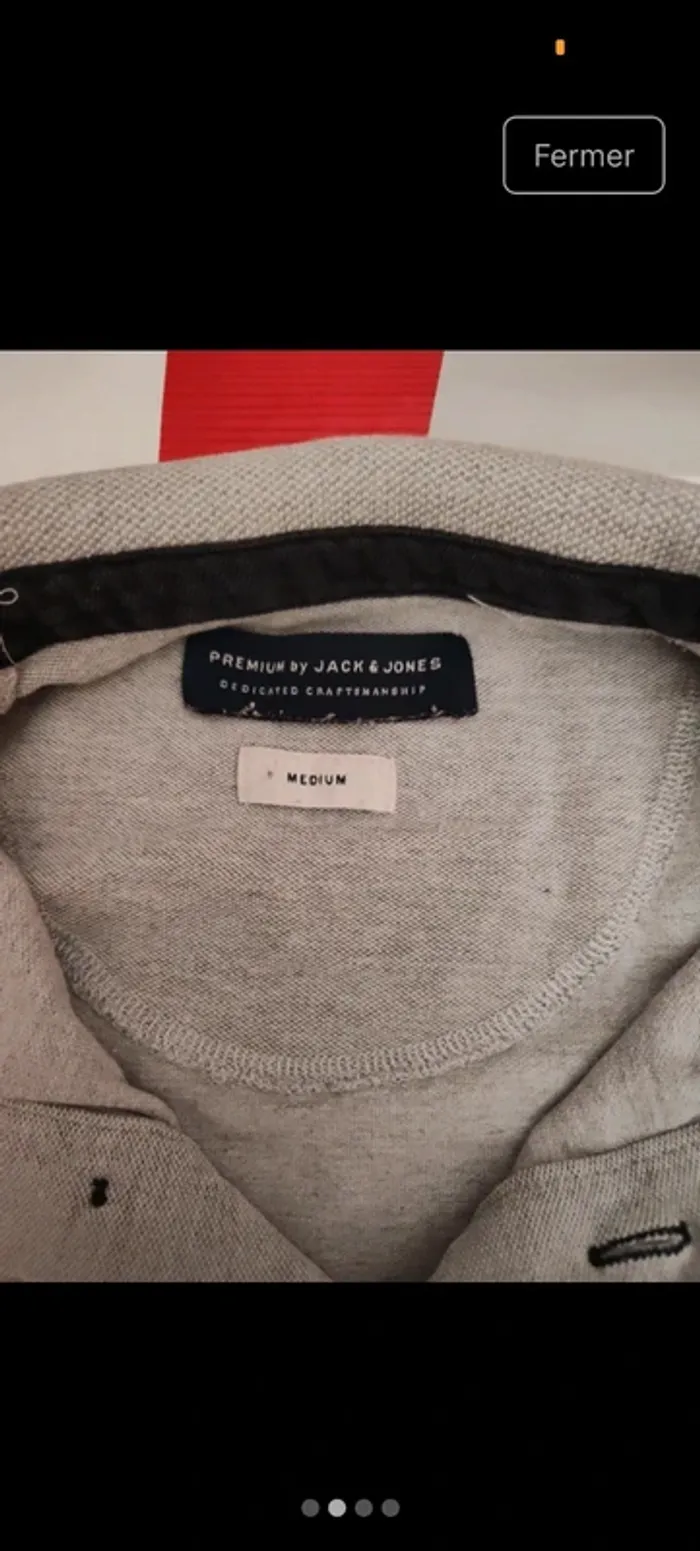 Fermer
PREMIUM by JACK & JONES
DEDICATED CRAFTSMANSHIP
MEDIUM